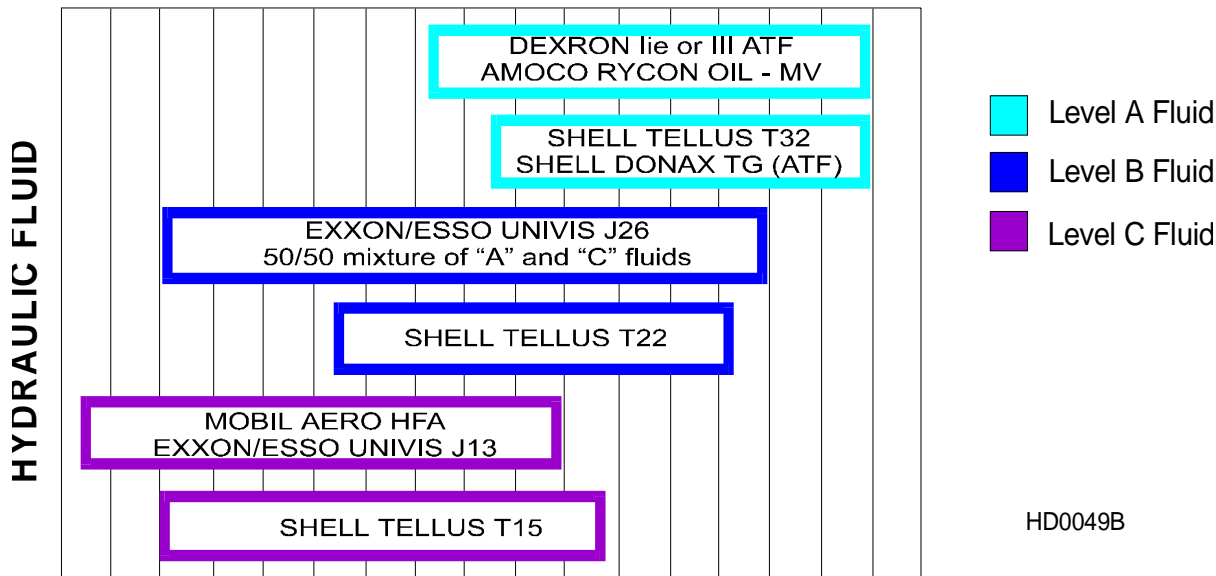 HYDRAULIC FLUID
DEXRON Iie or III ATF
AMOCO RYCON OIL - MV
SHELL TELLUS T32
SHELL DONAX TG (ATF)
EXXON/ESSO UNIVIS J26
50/50 mixture of “A” and “C” fluids
SHELL TELLUS T22
MOBIL AERO HFA
EXXON/ESSO UNIVIS J13
SHELL TELLUS T15
Level A Fluid
Level B Fluid
Level C Fluid
HD0049B